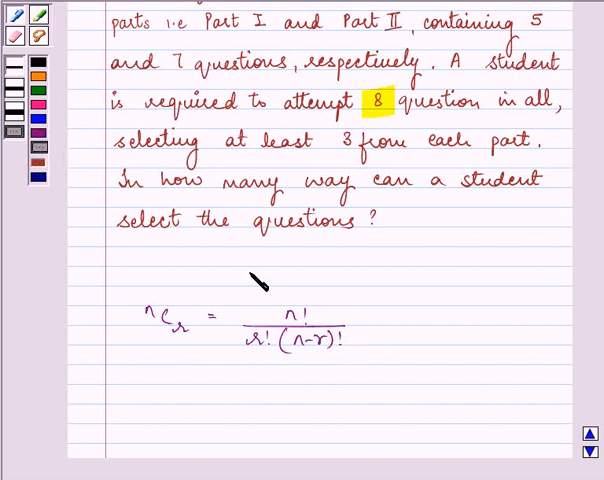 parts i.e Part I and Part II, containing 5
and 7 questions, respectively. A student
is required to attempt 8 question in all,
selecting at least 3 from each part.
In how many way can a student
select the questions ?
ⁿCᵣ = n! / r! (n-r)!